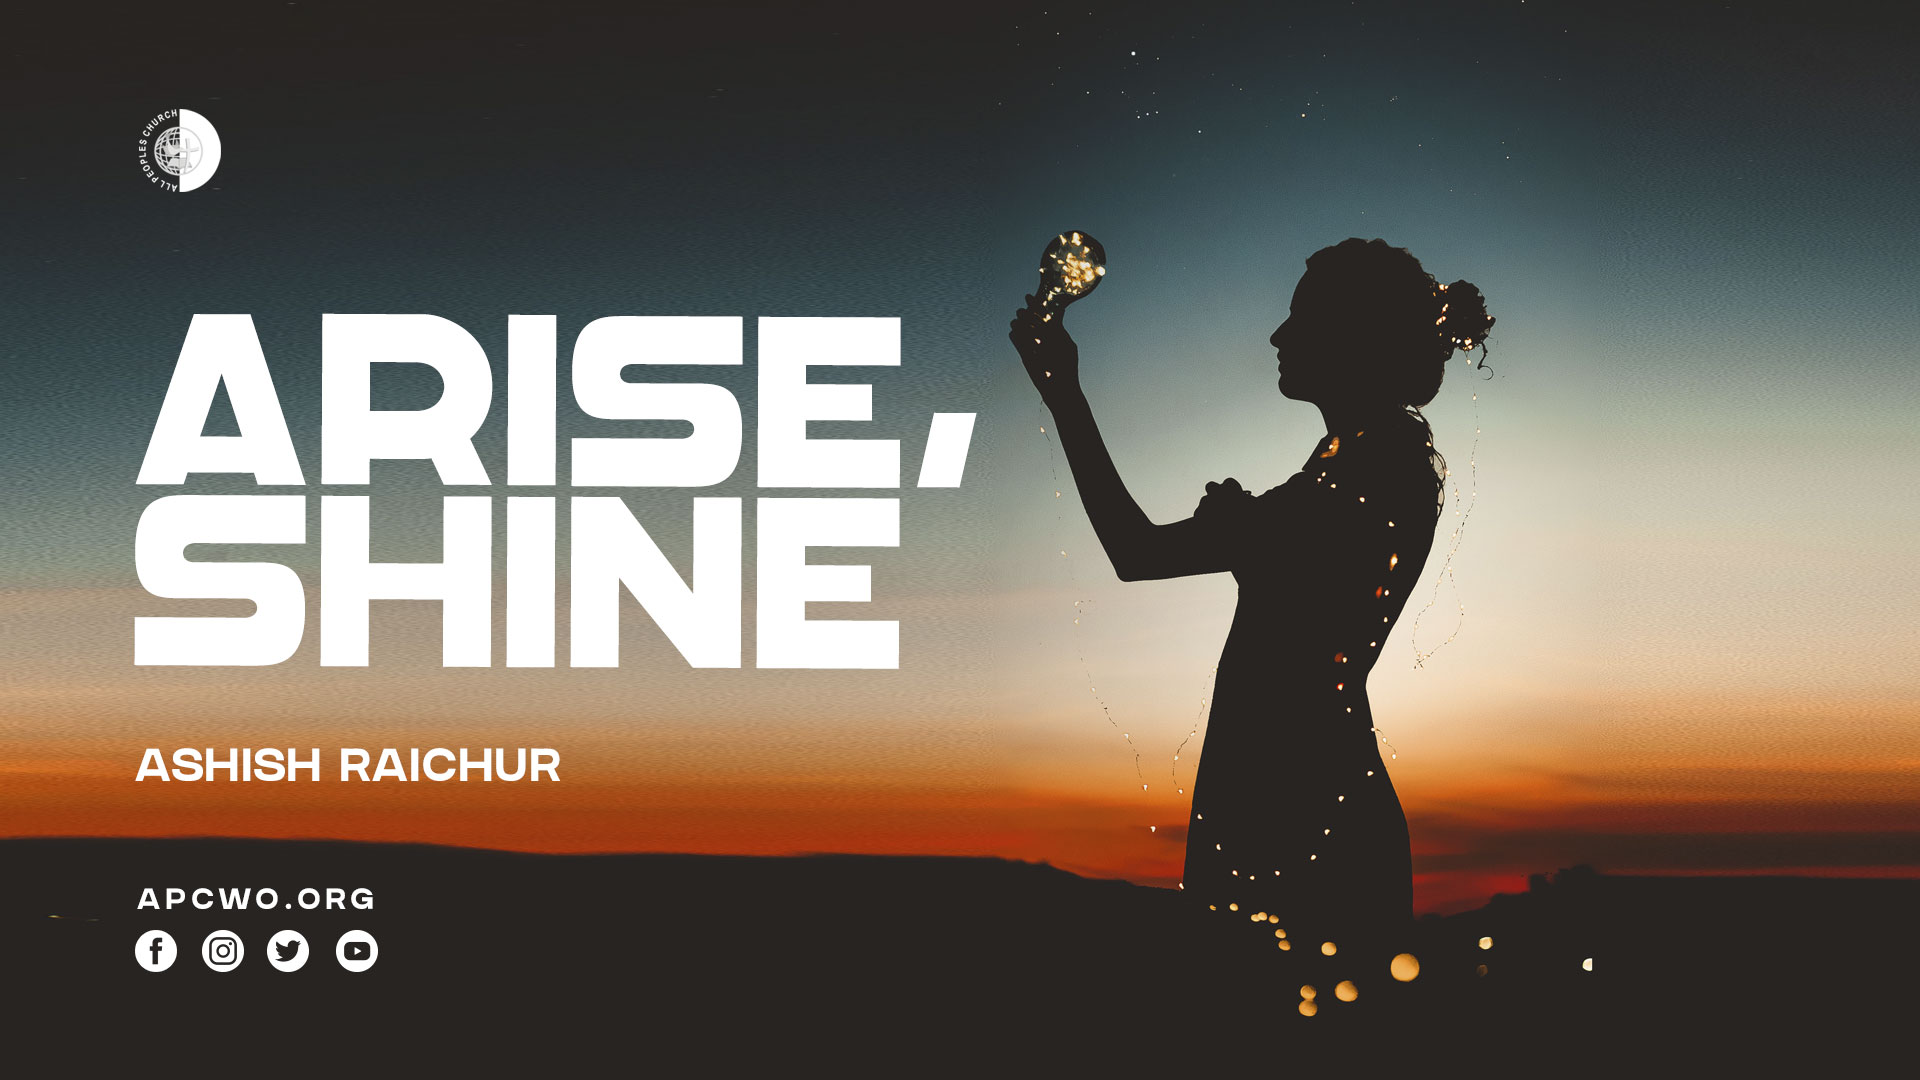 ALL PEOPLES CHURCH
ARISE,
SHINE
ASHISH RAICHUR
APCWO.ORG